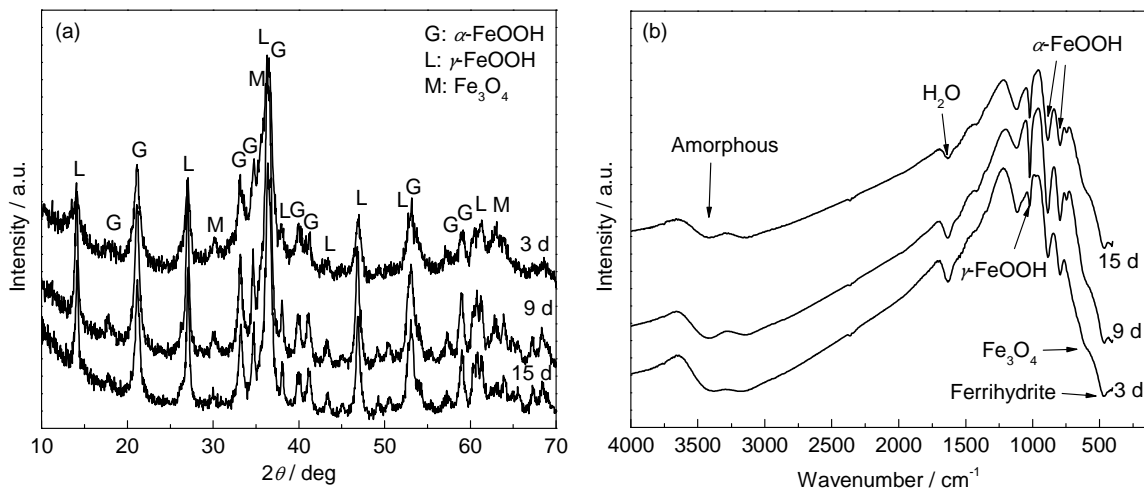 (a)
G: α-FeOOH
L: γ-FeOOH
M: Fe₃O₄
L
G
M
L
G
L
G
G
G
M
L
G
G
L
L
G
L
G
G
L
M
3 d
9 d
15 d
10 20 30 40 50 60 70
2θ / deg
Intensity / a.u.
(b)
α-FeOOH
H₂O
Amorphous
γ-FeOOH
15 d
9 d
Fe₃O₄
Ferrihydrite
3 d
4000 3500 3000 2500 2000 1500 1000 500
Wavenumber / cm⁻¹
Intensity / a.u.